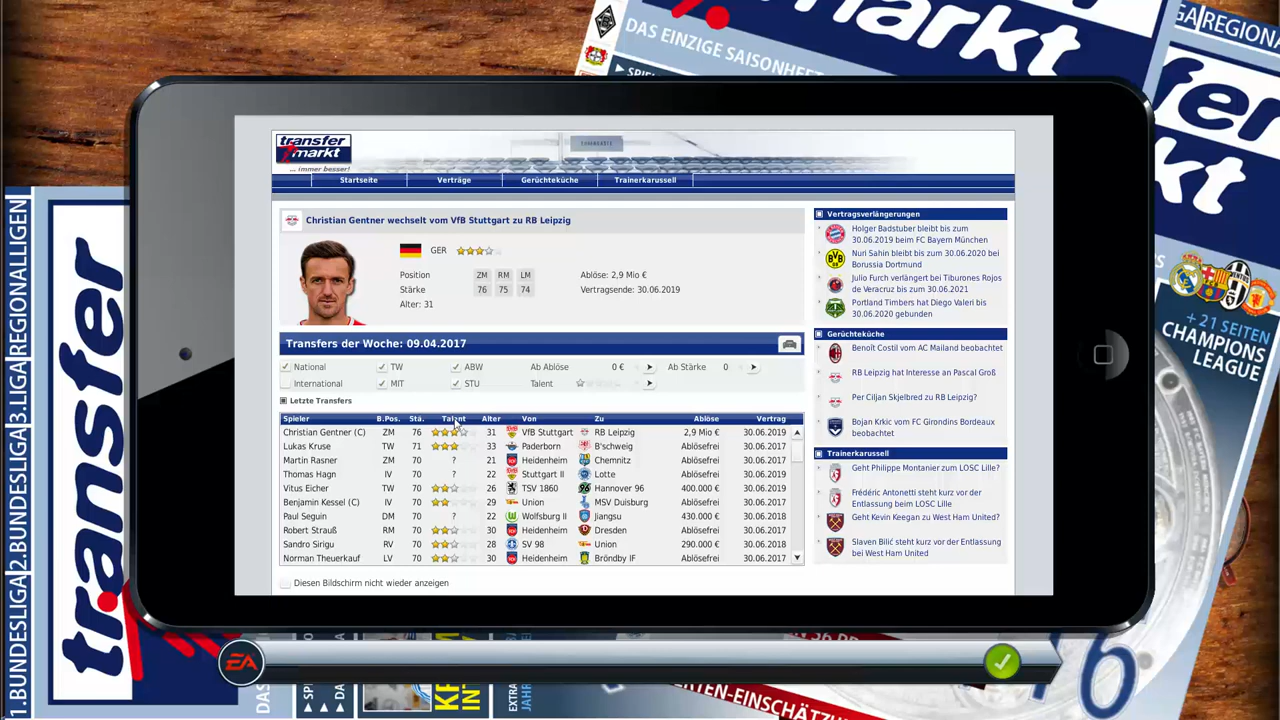 DAS EINZIGE SAISONHEFT
markt
GA|REGIONAL
transfer
markt
... immer besser!
Startseite Verträge Gerüchteküche Trainerkarussell
Christian Gentner wechselt vom VfB Stuttgart zu RB Leipzig
GER
Position ZM RM LM Ablöse: 2,9 Mio €
Stärke 76 75 74 Vertragsende: 30.06.2019
Alter: 31
Transfers der Woche: 09.04.2017
National TW ABW Ab Ablöse 0 € Ab Stärke 0
International MIT STU Talent
Letzte Transfers
Spieler B.Pos. Stä. Talent Alter Von Zu Ablöse Vertrag
Christian Gentner (C) ZM 76 31 VfB Stuttgart RB Leipzig 2,9 Mio € 30.06.2019
Lukas Kruse TW 71 33 Paderborn B'schweig Ablösefrei 30.06.2019
Martin Rasner ZM 70 ? 21 Heidenheim Chemnitz Ablösefrei 30.06.2017
Thomas Hagn IV 70 ? 22 Stuttgart II Lotte Ablösefrei 30.06.2019
Vitus Eicher TW 70 26 TSV 1860 Hannover 96 400.000 € 30.06.2019
Benjamin Kessel (C) IV 70 29 Union MSV Duisburg Ablösefrei 30.06.2017
Paul Seguin DM 70 ? 22 Wolfsburg II Jiangsu 430.000 € 30.06.2018
Robert Strauß RM 70 30 Heidenheim Dresden Ablösefrei 30.06.2017
Sandro Sirigu RV 70 28 SV 98 Union 290.000 € 30.06.2018
Norman Theuerkauf LV 70 30 Heidenheim Bröndby IF Ablösefrei 30.06.2017
Diesen Bildschirm nicht wieder anzeigen
Vertragsverlängerungen
Holger Badstuber bleibt bis zum
30.06.2019 beim FC Bayern München
Nuri Sahin bleibt bis zum 30.06.2020 bei
Borussia Dortmund
Julio Furch verlängert bei Tiburones Rojos
de Veracruz bis zum 30.06.2021
Portland Timbers hat Diego Valeri bis
30.06.2020 gebunden
Gerüchteküche
Benoît Costil vom AC Mailand beobachtet
RB Leipzig hat Interesse an Pascal Groß
Per Ciljan Skjelbred zu RB Leipzig?
Bojan Krkic vom FC Girondins Bordeaux
beobachtet
Trainerkarussell
Geht Philippe Montanier zum LOSC Lille?
Frédéric Antonetti steht kurz vor der
Entlassung beim LOSC Lille
Geht Kevin Keegan zu West Ham United?
Slaven Bilić steht kurz vor der Entlassung
bei West Ham United
+ 21 SEITEN
CHAMPIONS
LEAGUE
1.BUNDESLIGA|2.BUNDESLIGA|3.LIGA|REGIONALLIGEN
transfer
EA
DAS
EXTRA